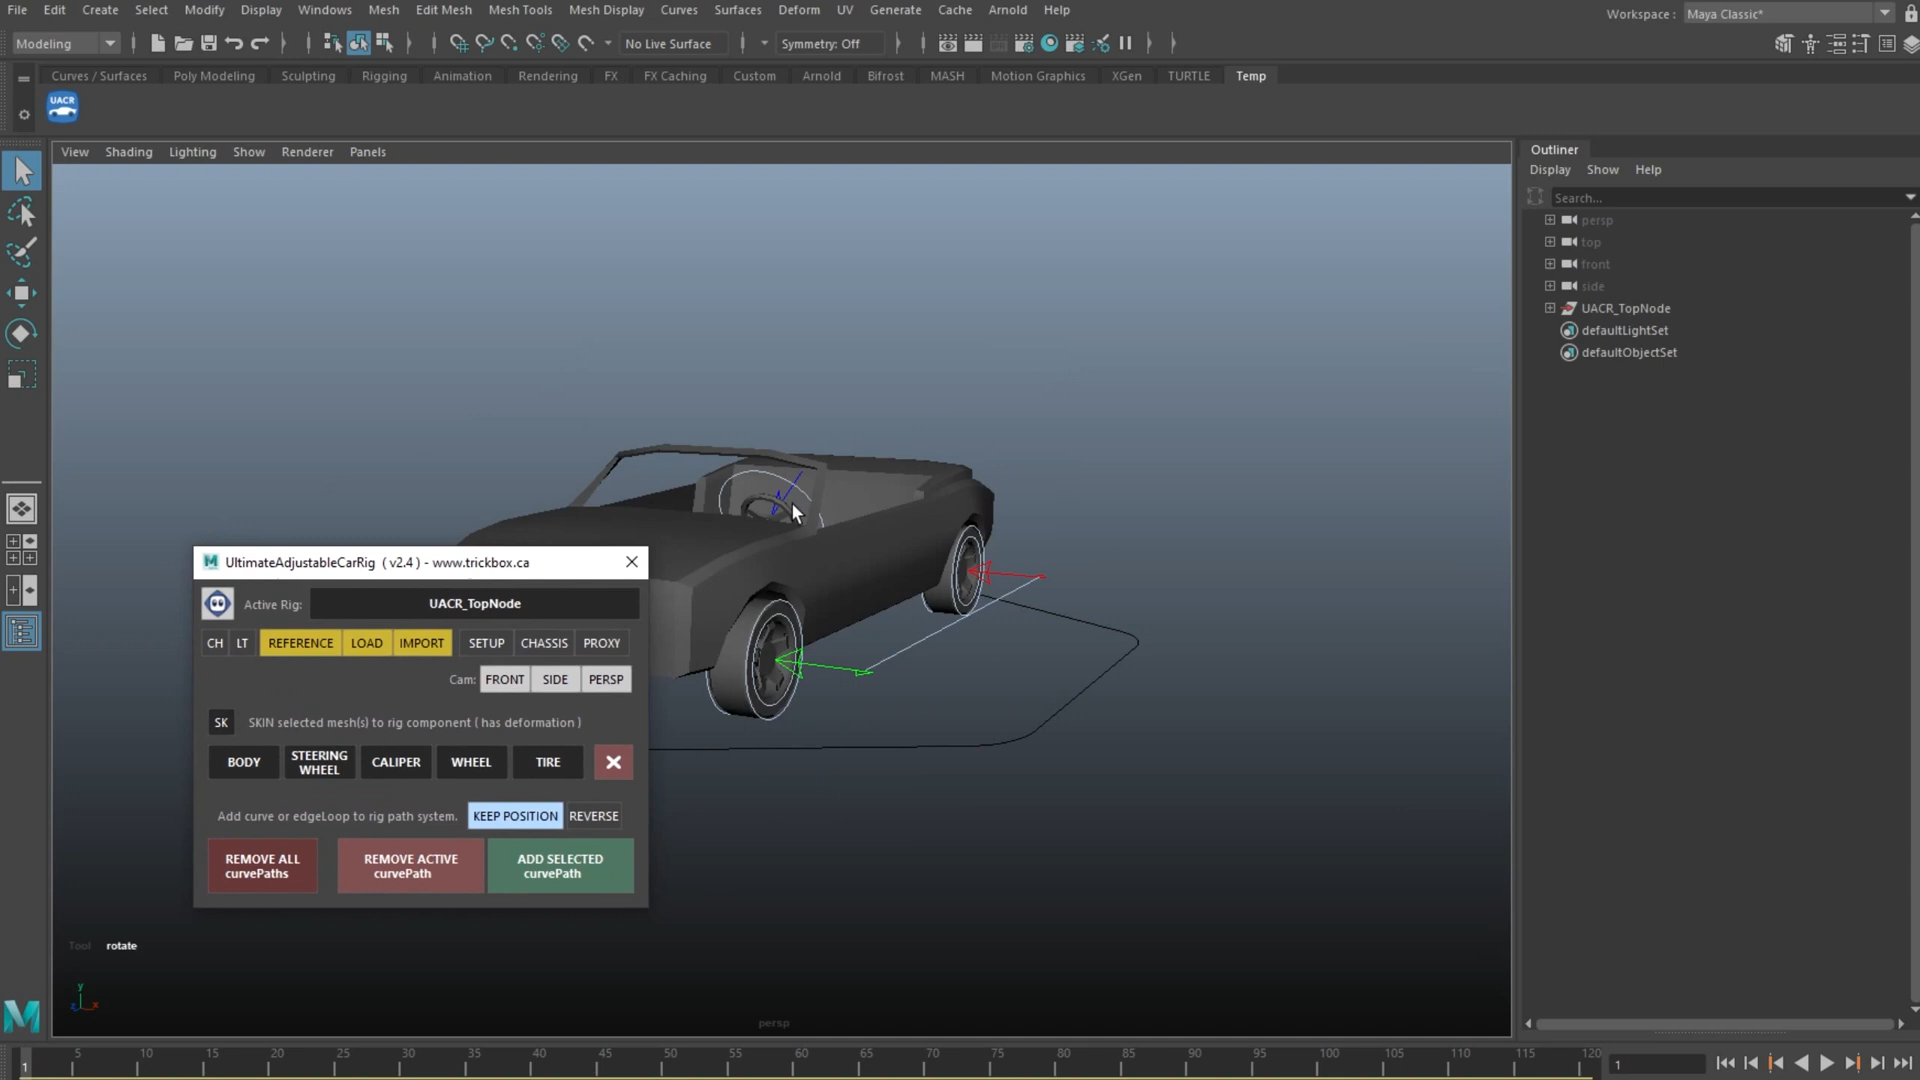 File Edit Create Select Modify Display Windows Mesh Edit Mesh Mesh Tools Mesh Display Curves Surfaces Deform UV Generate Cache Arnold Help
Workspace : Maya Classic*
Modeling No Live Surface Symmetry: Off
Curves / Surfaces Poly Modeling Sculpting Rigging Animation Rendering FX FX Caching Custom Arnold Bifrost MASH Motion Graphics XGen TURTLE Temp
UACR
View Shading Lighting Show Renderer Panels
Outliner
Display Show Help
Search...
persp
top
front
side
UACR_TopNode
defaultLightSet
defaultObjectSet
UltimateAdjustableCarRig ( v2.4 ) - www.trickbox.ca
Active Rig: UACR_TopNode
CH LT REFERENCE LOAD IMPORT SETUP CHASSIS PROXY
Cam: FRONT SIDE PERSP
SK SKIN selected mesh(s) to rig component ( has deformation )
BODY STEERING WHEEL CALIPER WHEEL TIRE
Add curve or edgeLoop to rig path system. KEEP POSITION REVERSE
REMOVE ALL curvePaths REMOVE ACTIVE curvePath ADD SELECTED curvePath
Tool rotate
y
z x
persp
1 5 10 15 20 25 30 35 40 45 50 55 60 65 70 75 80 85 90 95 100 105 110 115 120 1